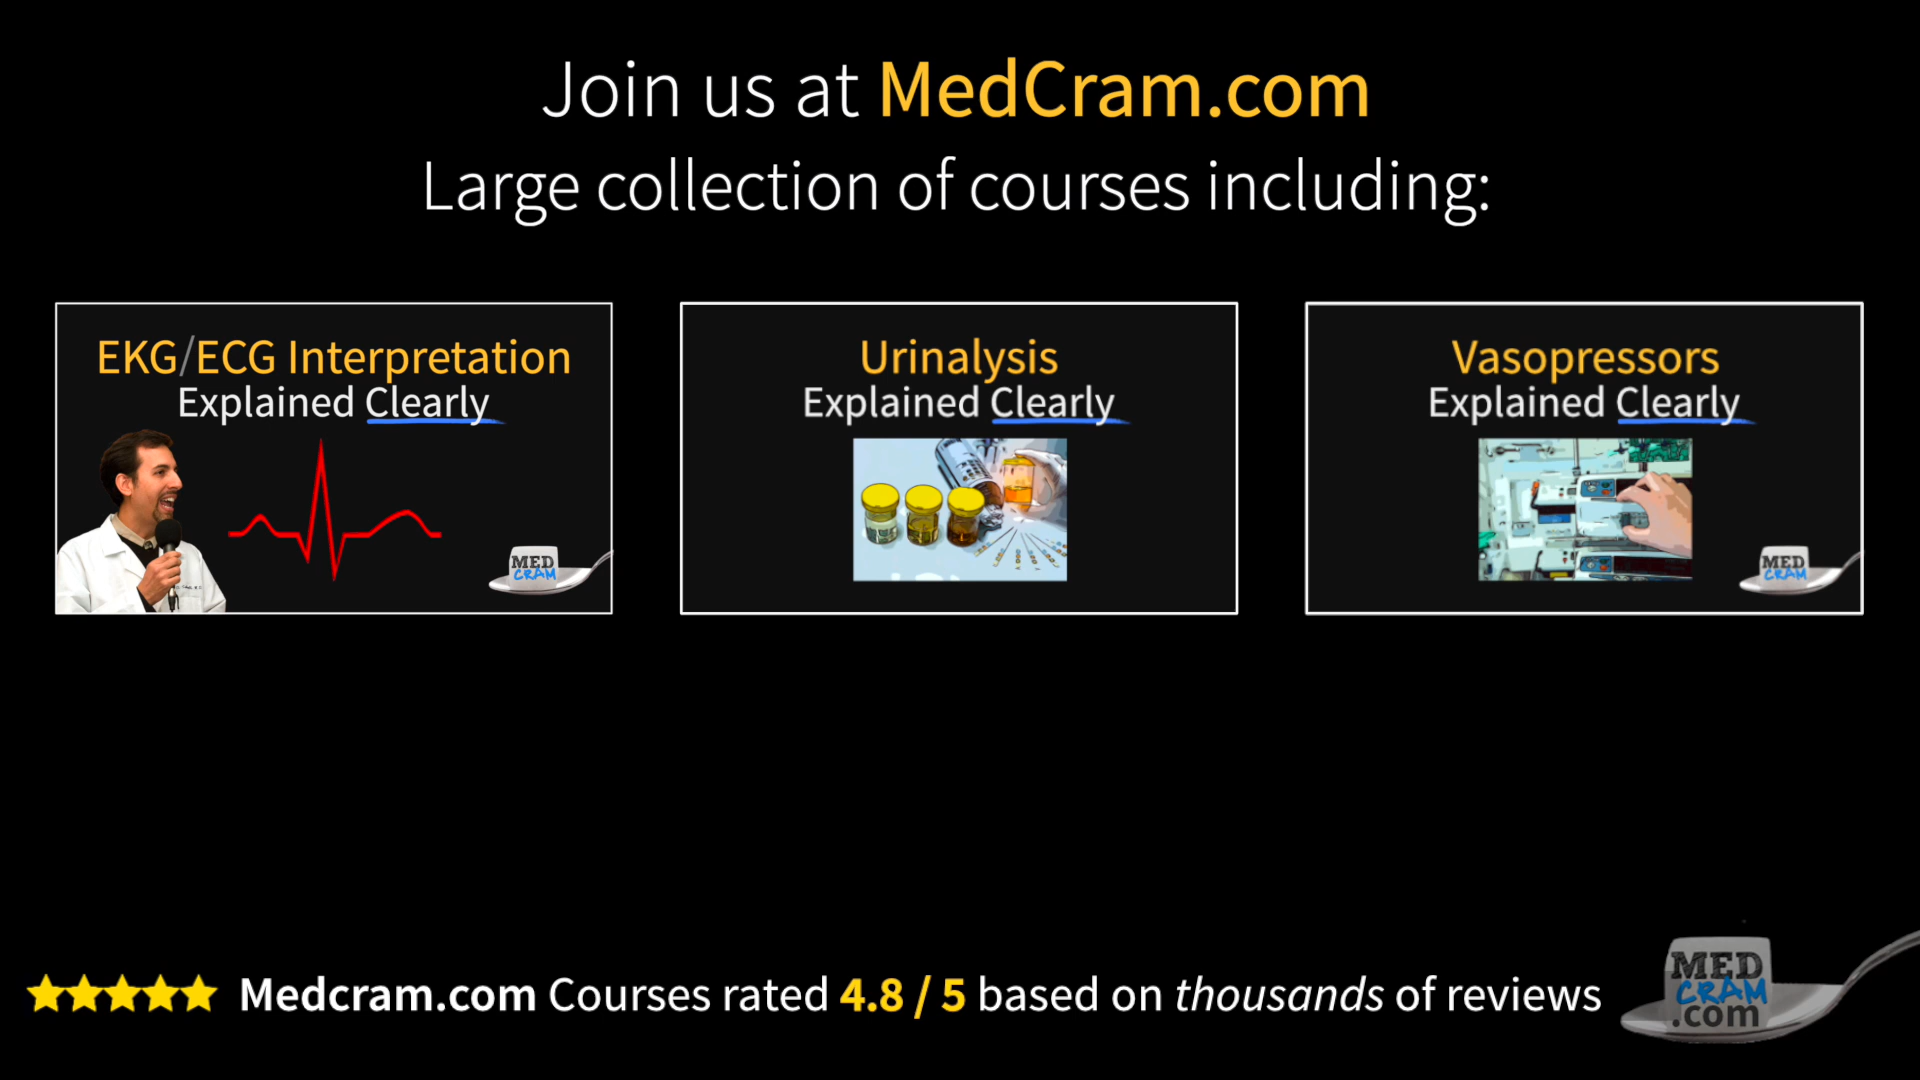 Join us at MedCram.com
Large collection of courses including:
EKG/ECG Interpretation
Explained Clearly
MED
CRAM
Urinalysis
Explained Clearly
Vasopressors
Explained Clearly
MED
CRAM
Medcram.com Courses rated 4.8 / 5 based on thousands of reviews
MED
CRAM
.com